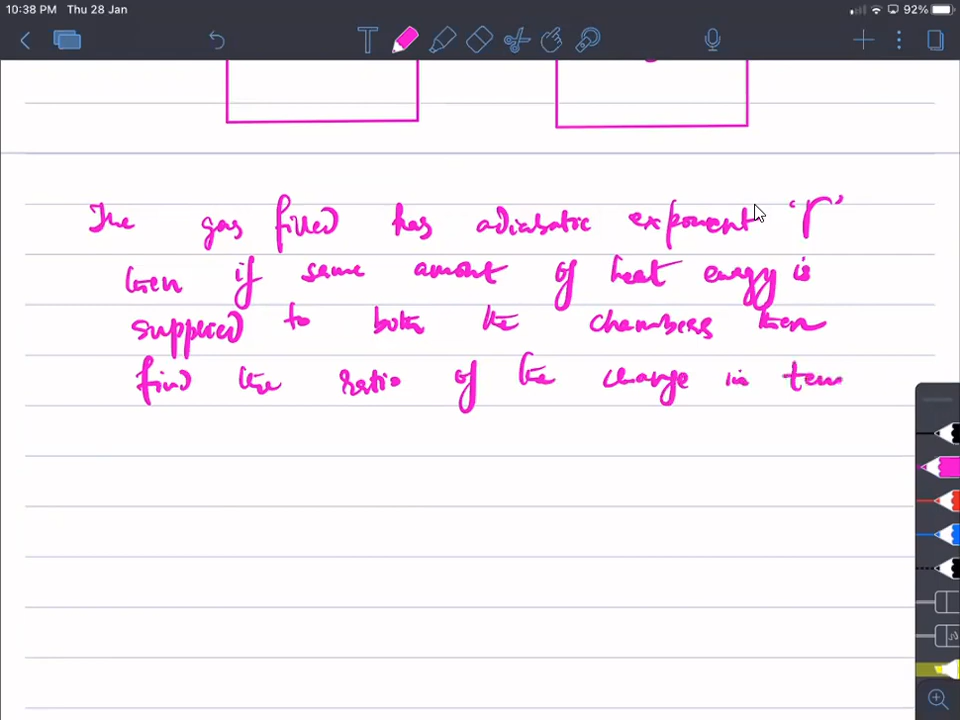 10:38 PM Thu 28 Jan
92%
T
The gas filled has adiabatic exponent 'r'
then if same amount of heat energy is
supplied to both the chambers then
find the ratio of the change in tem